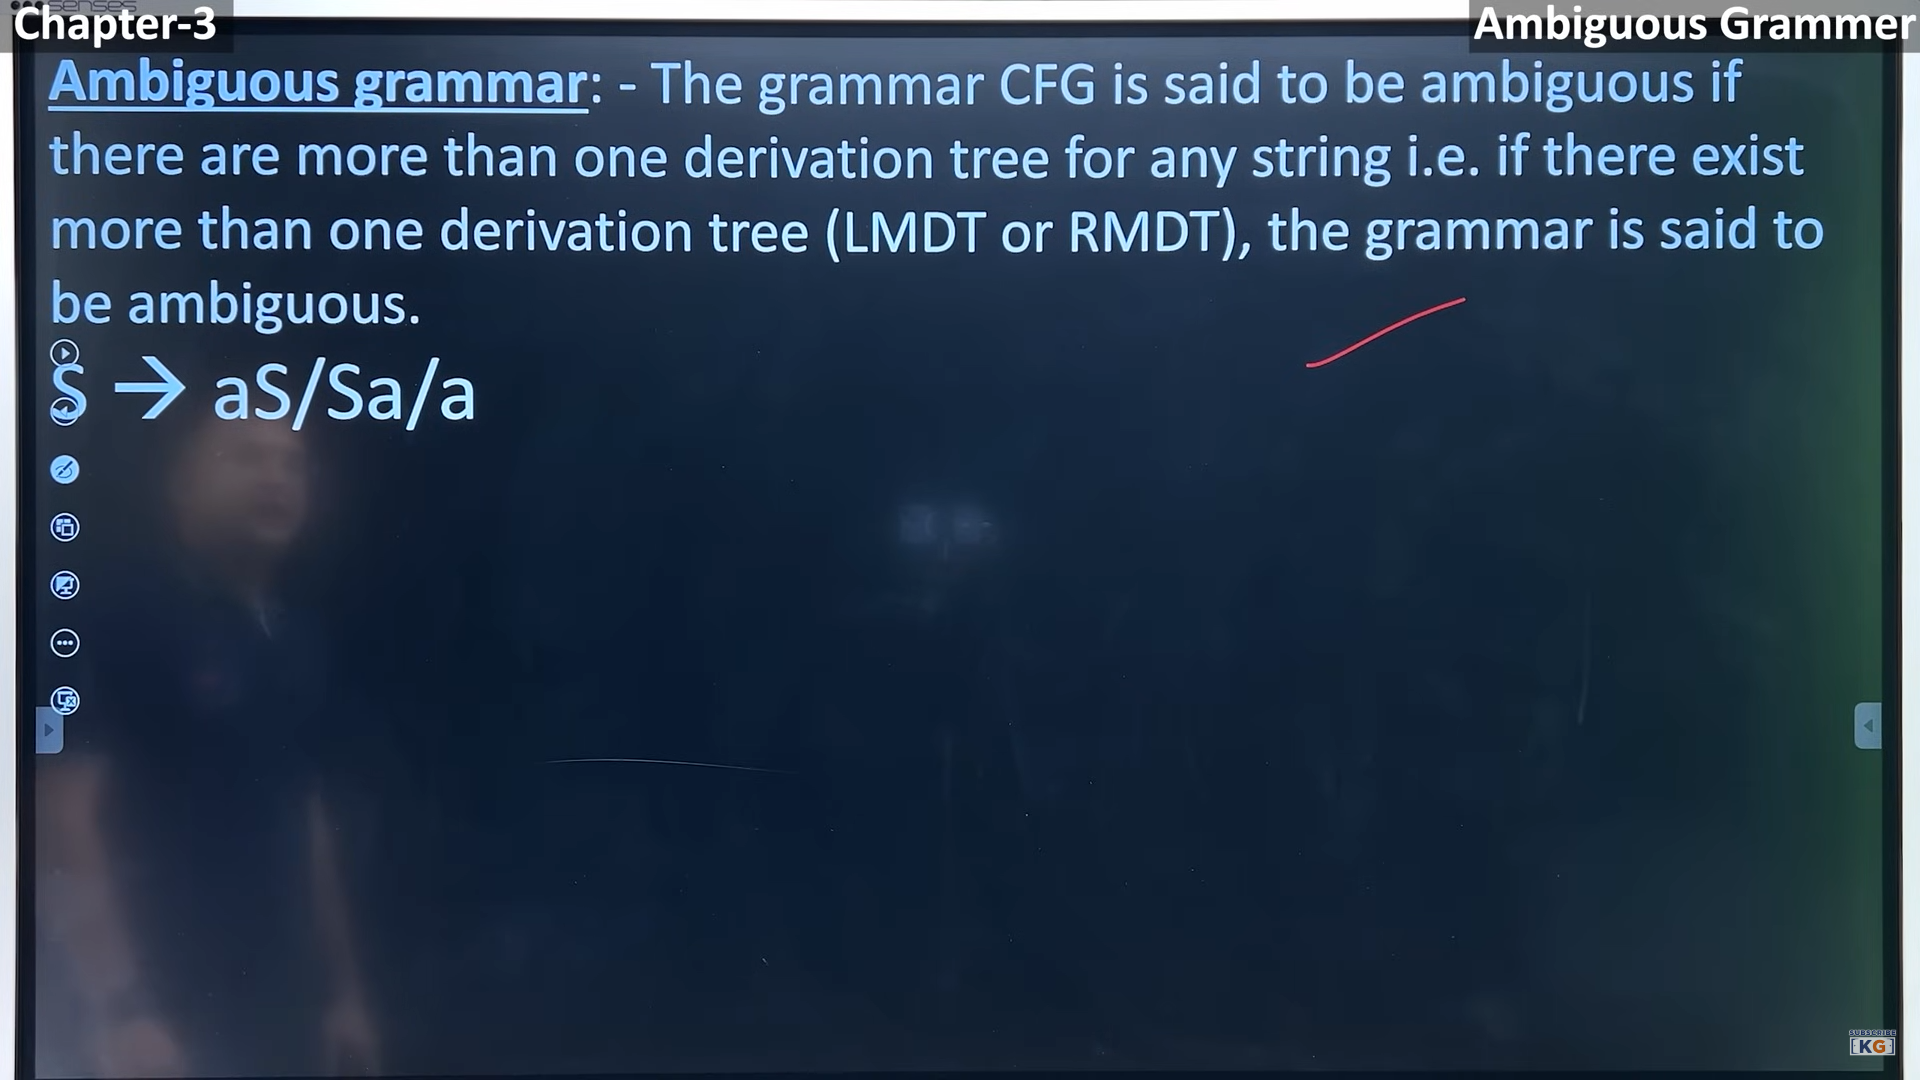 Chapter-3
Ambiguous Grammer
Ambiguous grammar: - The grammar CFG is said to be ambiguous if
there are more than one derivation tree for any string i.e. if there exist
more than one derivation tree (LMDT or RMDT), the grammar is said to
be ambiguous.
S → aS/Sa/a
SUBSCRIBE
KG